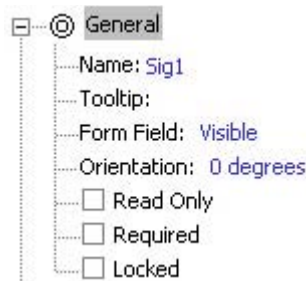 General
Name: Sig1
Tooltip:
Form Field: Visible
Orientation: 0 degrees
Read Only
Required
Locked